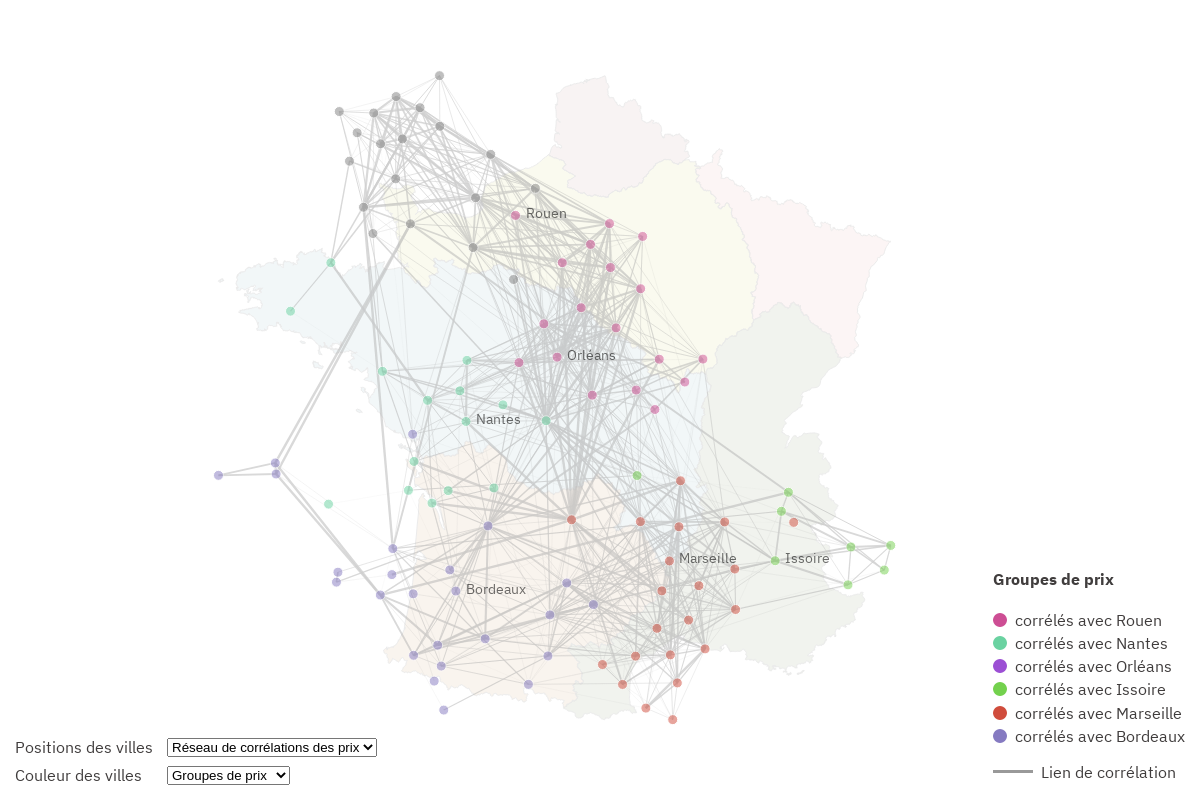 Rouen
Orléans
Nantes
Marseille
Issoire
Bordeaux
Groupes de prix
corrélés avec Rouen
corrélés avec Nantes
corrélés avec Orléans
corrélés avec Issoire
corrélés avec Marseille
corrélés avec Bordeaux
Lien de corrélation
Positions des villes Réseau de corrélations des prix
Couleur des villes Groupes de prix